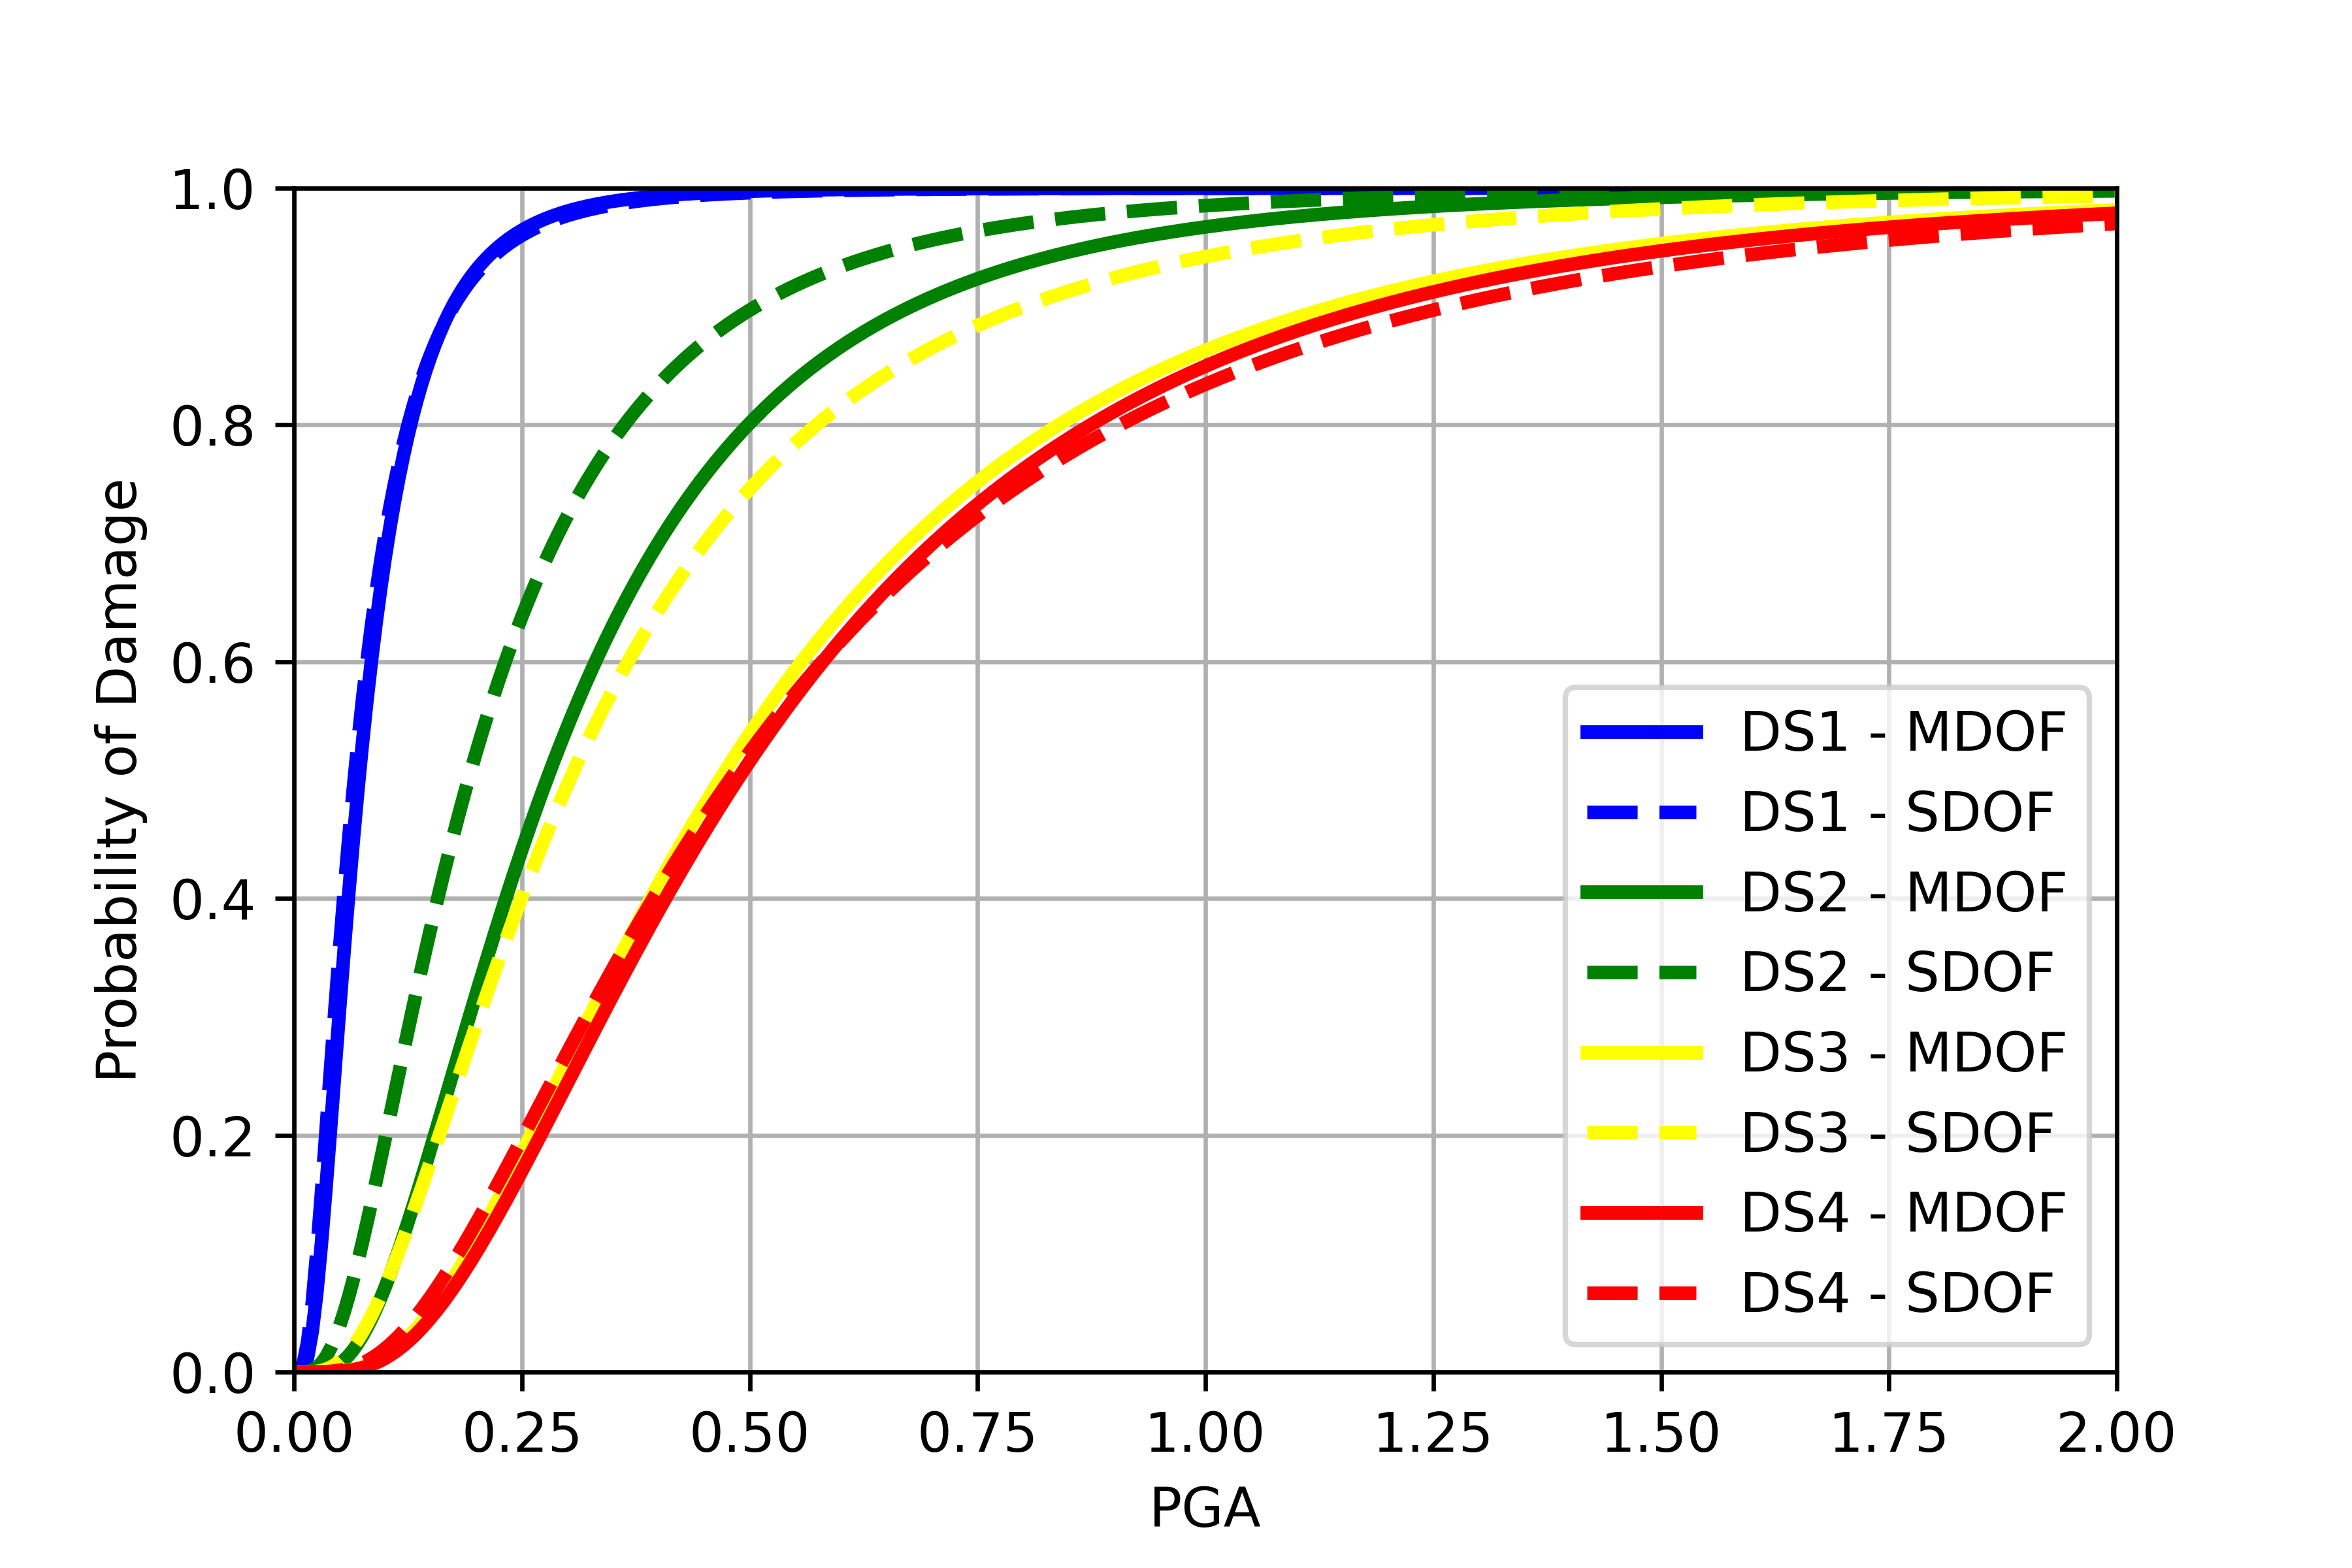 Probability of Damage
1.0
0.8
0.6
0.4
0.2
0.0
0.00 0.25 0.50 0.75 1.00 1.25 1.50 1.75 2.00
PGA
DS1 - MDOF
DS1 - SDOF
DS2 - MDOF
DS2 - SDOF
DS3 - MDOF
DS3 - SDOF
DS4 - MDOF
DS4 - SDOF